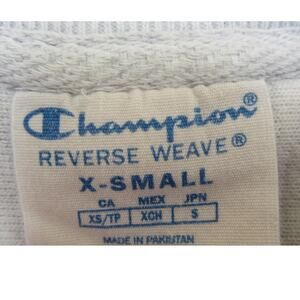 Champion®
REVERSE WEAVE®
X-SMALL
CA MEX JPN
XS/TP XCH S
MADE IN PAKISTAN